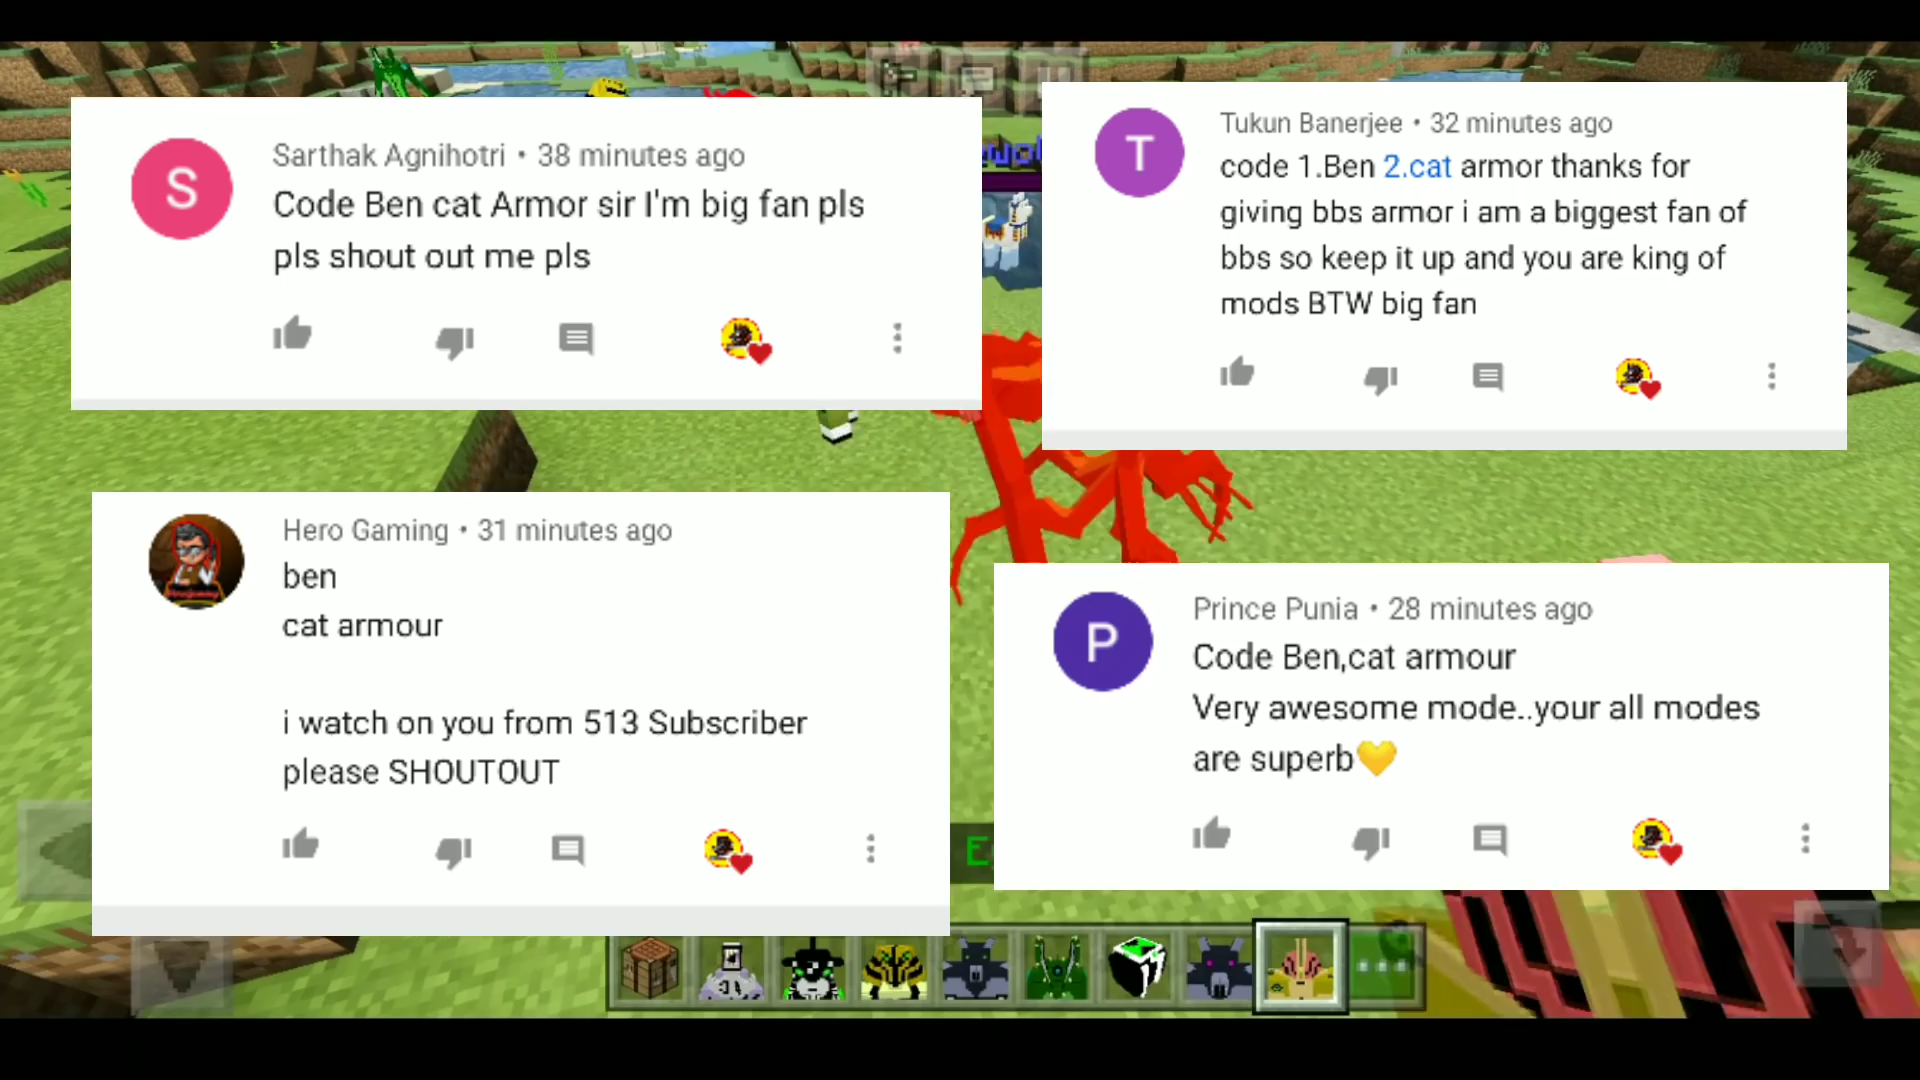 S
Sarthak Agnihotri • 38 minutes ago
Code Ben cat Armor sir I'm big fan pls
pls shout out me pls
T
Tukun Banerjee • 32 minutes ago
code 1.Ben 2.cat armor thanks for
giving bbs armor i am a biggest fan of
bbs so keep it up and you are king of
mods BTW big fan
Hero Gaming • 31 minutes ago
ben
cat armour
i watch on you from 513 Subscriber
please SHOUTOUT
P
Prince Punia • 28 minutes ago
Code Ben,cat armour
Very awesome mode..your all modes
are superb💛